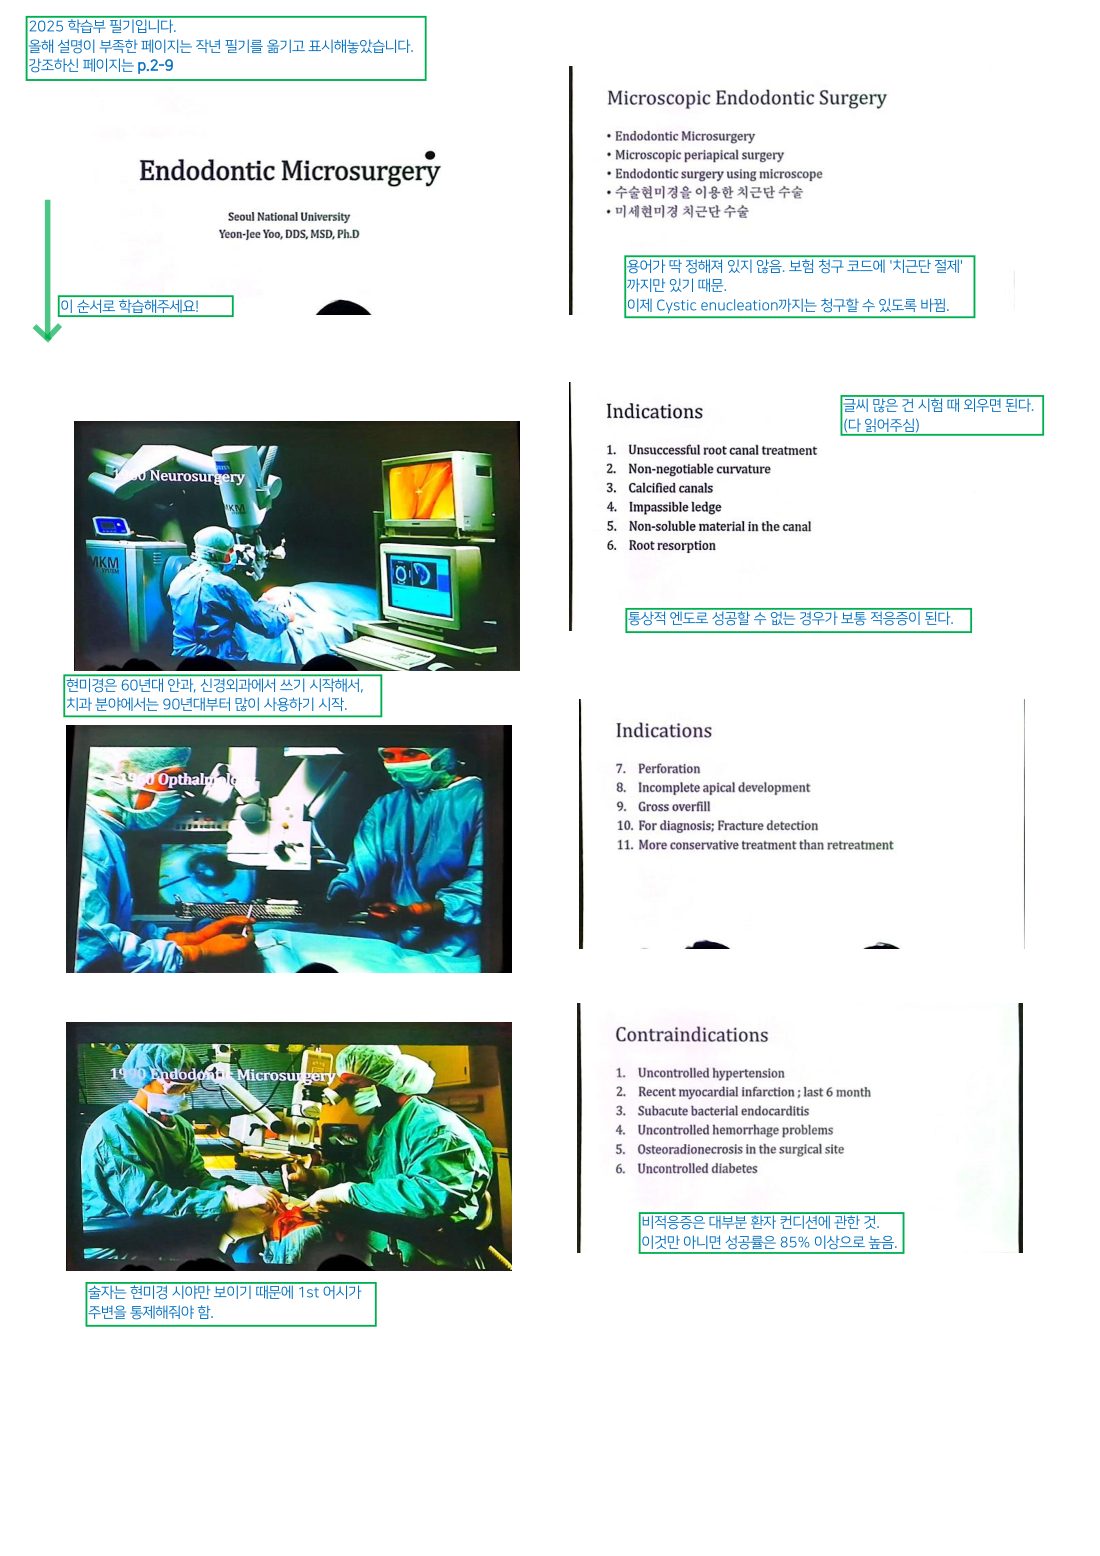 2025 학습부 필기입니다.
올해 설명이 부족한 페이지는 작년 필기를 옮기고 표시해놓았습니다.
강조하신 페이지는 p.2-9
Endodontic Microsurgery
Seoul National University
Yeon-Jee Yoo, DDS, MSD, Ph.D
이 순서로 학습해주세요!
1960 Neurosurgery
MKM
SYSTEM
MKM
SYSTEM
현미경은 60년대 안과, 신경외과에서 쓰기 시작해서,
치과 분야에서는 90년대부터 많이 사용하기 시작.
1960 Opthalmology
1990 Endodontic Microsurgery
술자는 현미경 시야만 보이기 때문에 1st 어시가
주변을 통제해줘야 함.
Microscopic Endodontic Surgery
• Endodontic Microsurgery
• Microscopic periapical surgery
• Endodontic surgery using microscope
• 수술현미경을 이용한 치근단 수술
• 미세현미경 치근단 수술
용어가 딱 정해져 있지 않음. 보험 청구 코드에 '치근단 절제'
까지만 있기 때문.
이제 Cystic enucleation까지는 청구할 수 있도록 바뀜.
Indications
글씨 많은 건 시험 때 외우면 된다.
(다 읽어주심)
1. Unsuccessful root canal treatment
2. Non-negotiable curvature
3. Calcified canals
4. Impassible ledge
5. Non-soluble material in the canal
6. Root resorption
통상적 엔도로 성공할 수 없는 경우가 보통 적응증이 된다.
Indications
7. Perforation
8. Incomplete apical development
9. Gross overfill
10. For diagnosis; Fracture detection
11. More conservative treatment than retreatment
Contraindications
1. Uncontrolled hypertension
2. Recent myocardial infarction ; last 6 month
3. Subacute bacterial endocarditis
4. Uncontrolled hemorrhage problems
5. Osteoradionecrosis in the surgical site
6. Uncontrolled diabetes
비적응증은 대부분 환자 컨디션에 관한 것.
이것만 아니면 성공률은 85% 이상으로 높음.